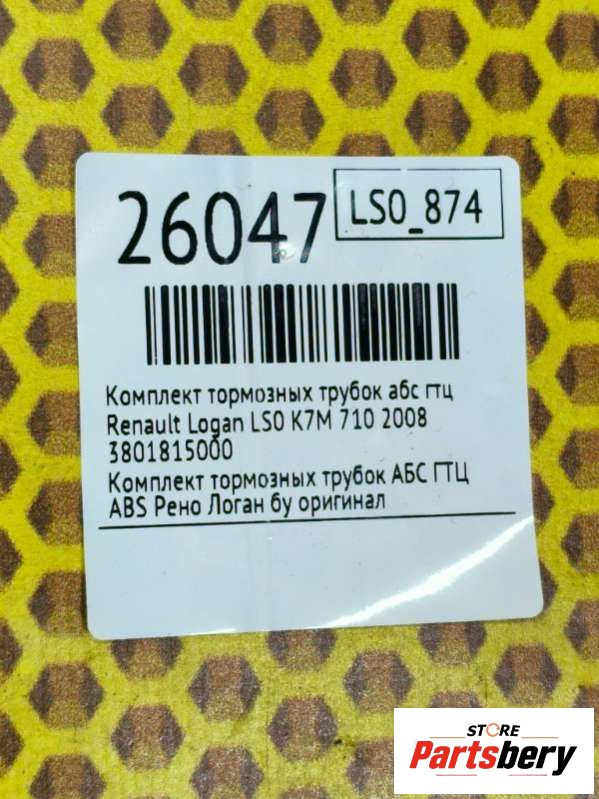 26047
LS0_874
Комплект тормозных трубок абс гтц
Renault Logan LS0 K7M 710 2008
3801815000
Комплект тормозных трубок АБС ГТЦ
ABS Рено Логан бу оригинал
STORE
Partsbery